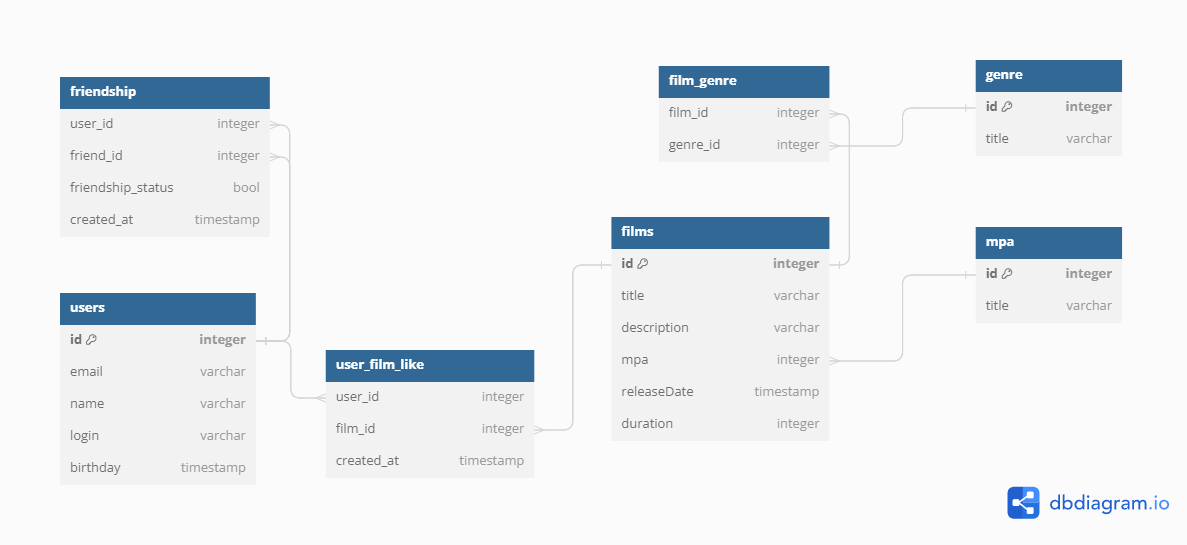 friendship
user_id integer
friend_id integer
friendship_status bool
created_at timestamp
users
id integer
email varchar
name varchar
login varchar
birthday timestamp
user_film_like
user_id integer
film_id integer
created_at timestamp
film_genre
film_id integer
genre_id integer
films
id integer
title varchar
description varchar
mpa integer
releaseDate timestamp
duration integer
genre
id integer
title varchar
mpa
id integer
title varchar
dbdiagram.io